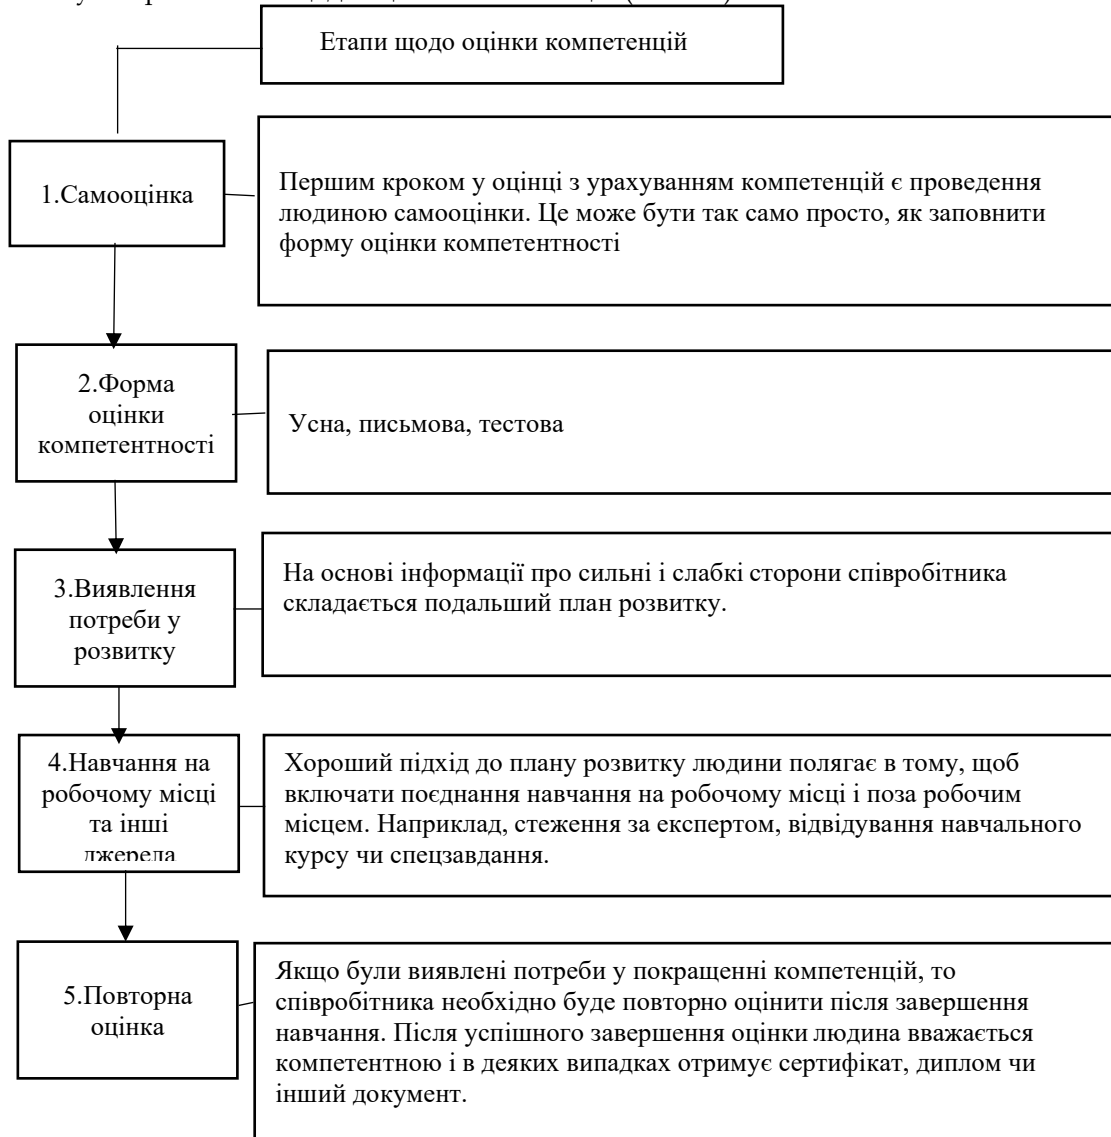 Етапи щодо оцінки компетенцій
1.Самооцінка
Першим кроком у оцінці з урахуванням компетенцій є проведення
людиною самооцінки. Це може бути так само просто, як заповнити
форму оцінки компетентності
2.Форма
оцінки
компетентності
Усна, письмова, тестова
3.Виявлення
потреби у
розвитку
На основі інформації про сильні і слабкі сторони співробітника
складається подальший план розвитку.
4.Навчання на
робочому місці
та інші
джерела
Хороший підхід до плану розвитку людини полягає в тому, щоб
включати поєднання навчання на робочому місці і поза робочим
місцем. Наприклад, стеження за експертом, відвідування навчального
курсу чи спецзавдання.
5.Повторна
оцінка
Якщо були виявлені потреби у покращенні компетенцій, то
співробітника необхідно буде повторно оцінити після завершення
навчання. Після успішного завершення оцінки людина вважається
компетентною і в деяких випадках отримує сертифікат, диплом чи
інший документ.